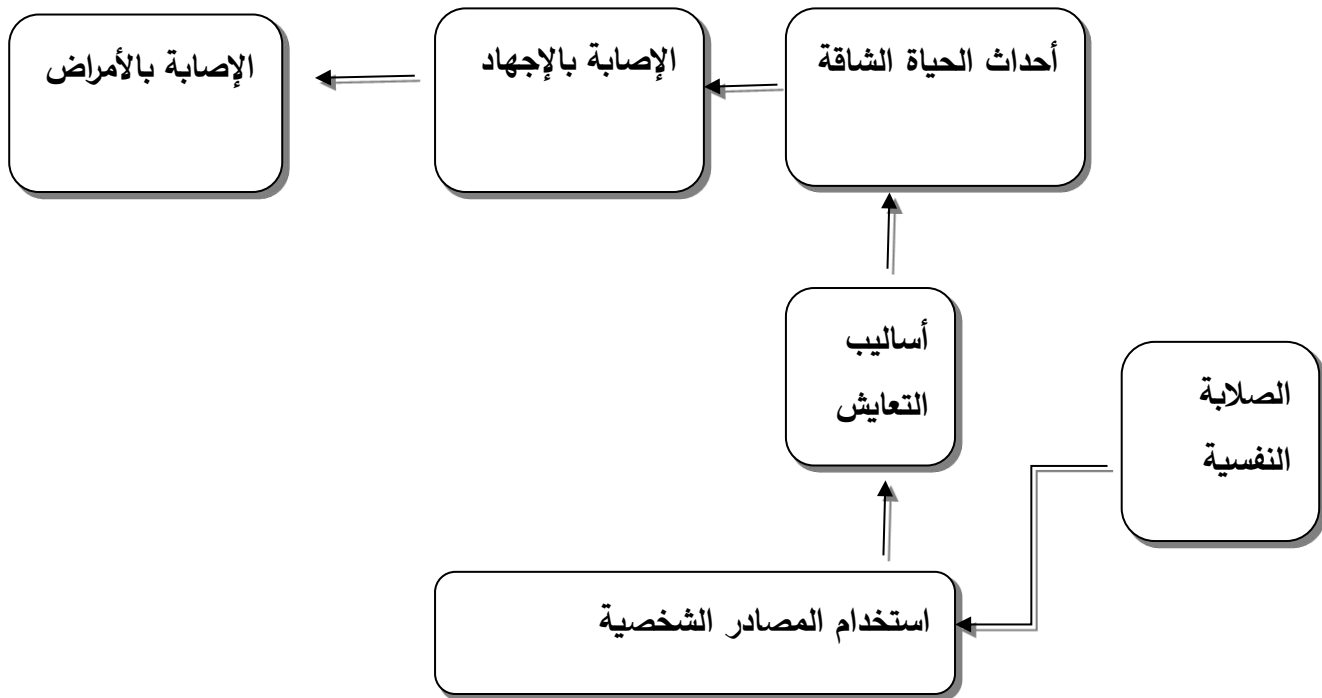 أحداث الحياة الشاقة
الإصابة بالإجهاد
الإصابة بالأمراض
أساليب
التعايش
الصلابة
النفسية
استخدام المصادر الشخصية